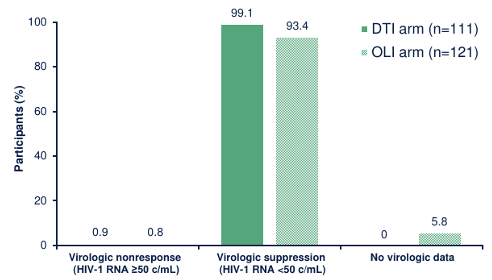 99.1
93.4
DTI arm (n=111)
OLI arm (n=121)
Participants (%)
100
80
60
40
20
0
0.9
0.8
0
5.8
Virologic nonresponse
(HIV-1 RNA ≥50 c/mL)
Virologic suppression
(HIV-1 RNA <50 c/mL)
No virologic data